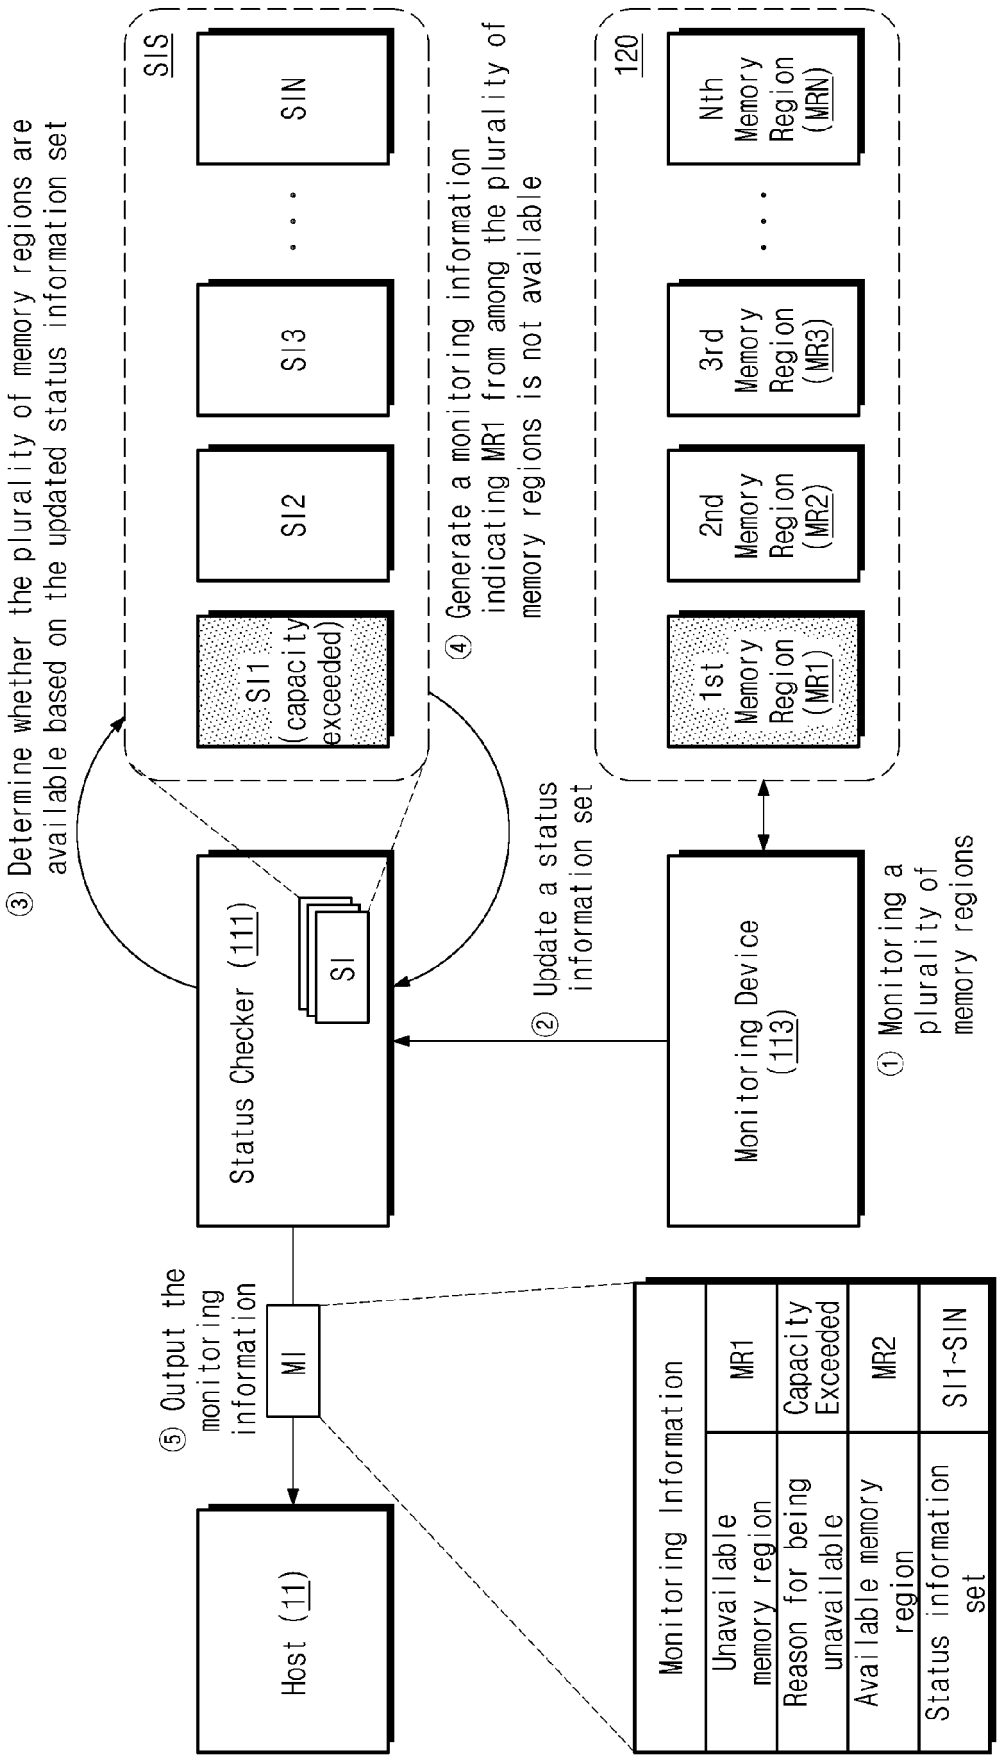 ③ Determine whether the plurality of memory regions are
available based on the updated status information set
SIS
SI1
(capacity
exceeded)
SI2
SI3
. . .
SIN
⑤ Output the
monitoring
information
Host (11)
MI
Status Checker (111)
SI
④ Generate a monitoring information
indicating MR1 from among the plurality of
memory regions is not available
② Update a status
information set
120
1st
Memory
Region
(MR1)
2nd
Memory
Region
(MR2)
3rd
Memory
Region
(MR3)
. . .
Nth
Memory
Region
(MRN)
Monitoring Device
(113)
① Monitoring a
plurality of
memory regions
Monitoring Information
Unavailable
memory region
MR1
Reason for being
unavailable
Capacity
Exceeded
Available memory
region
MR2
Status information
set
SI1~SIN